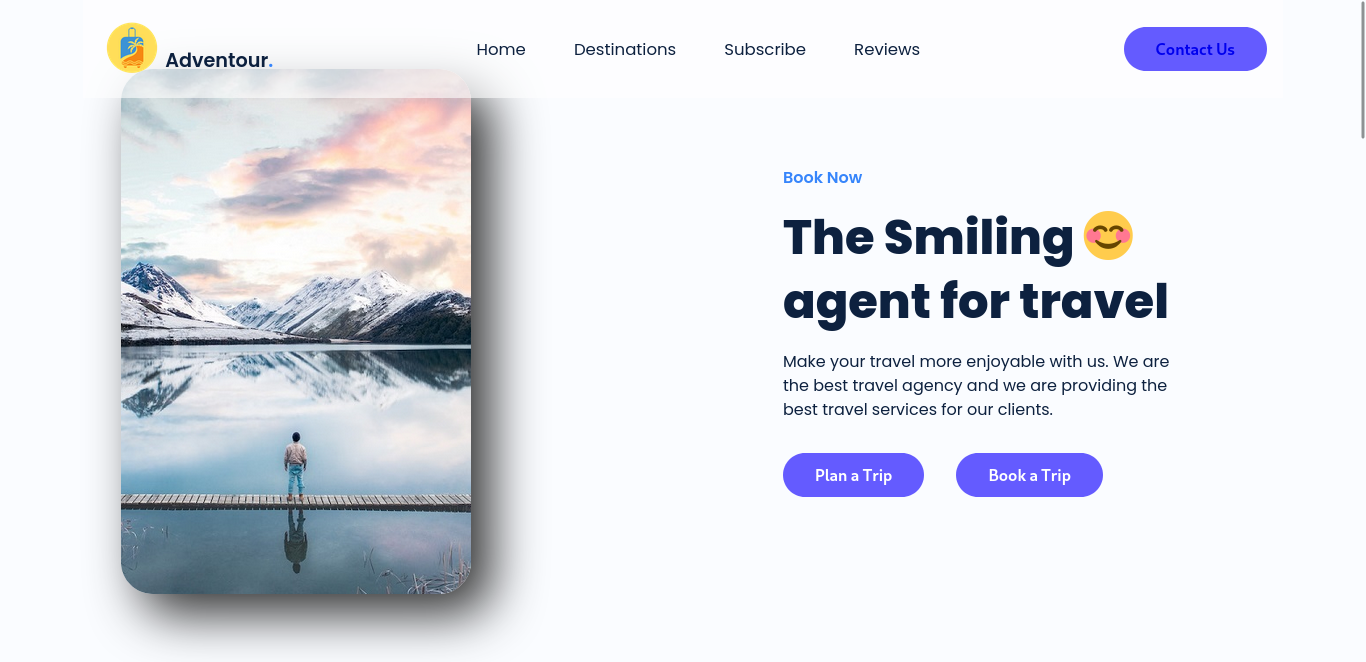 Adventour.
Home
Destinations
Subscribe
Reviews
Contact Us
Book Now
The Smiling 😊
agent for travel
Make your travel more enjoyable with us. We are
the best travel agency and we are providing the
best travel services for our clients.
Plan a Trip
Book a Trip